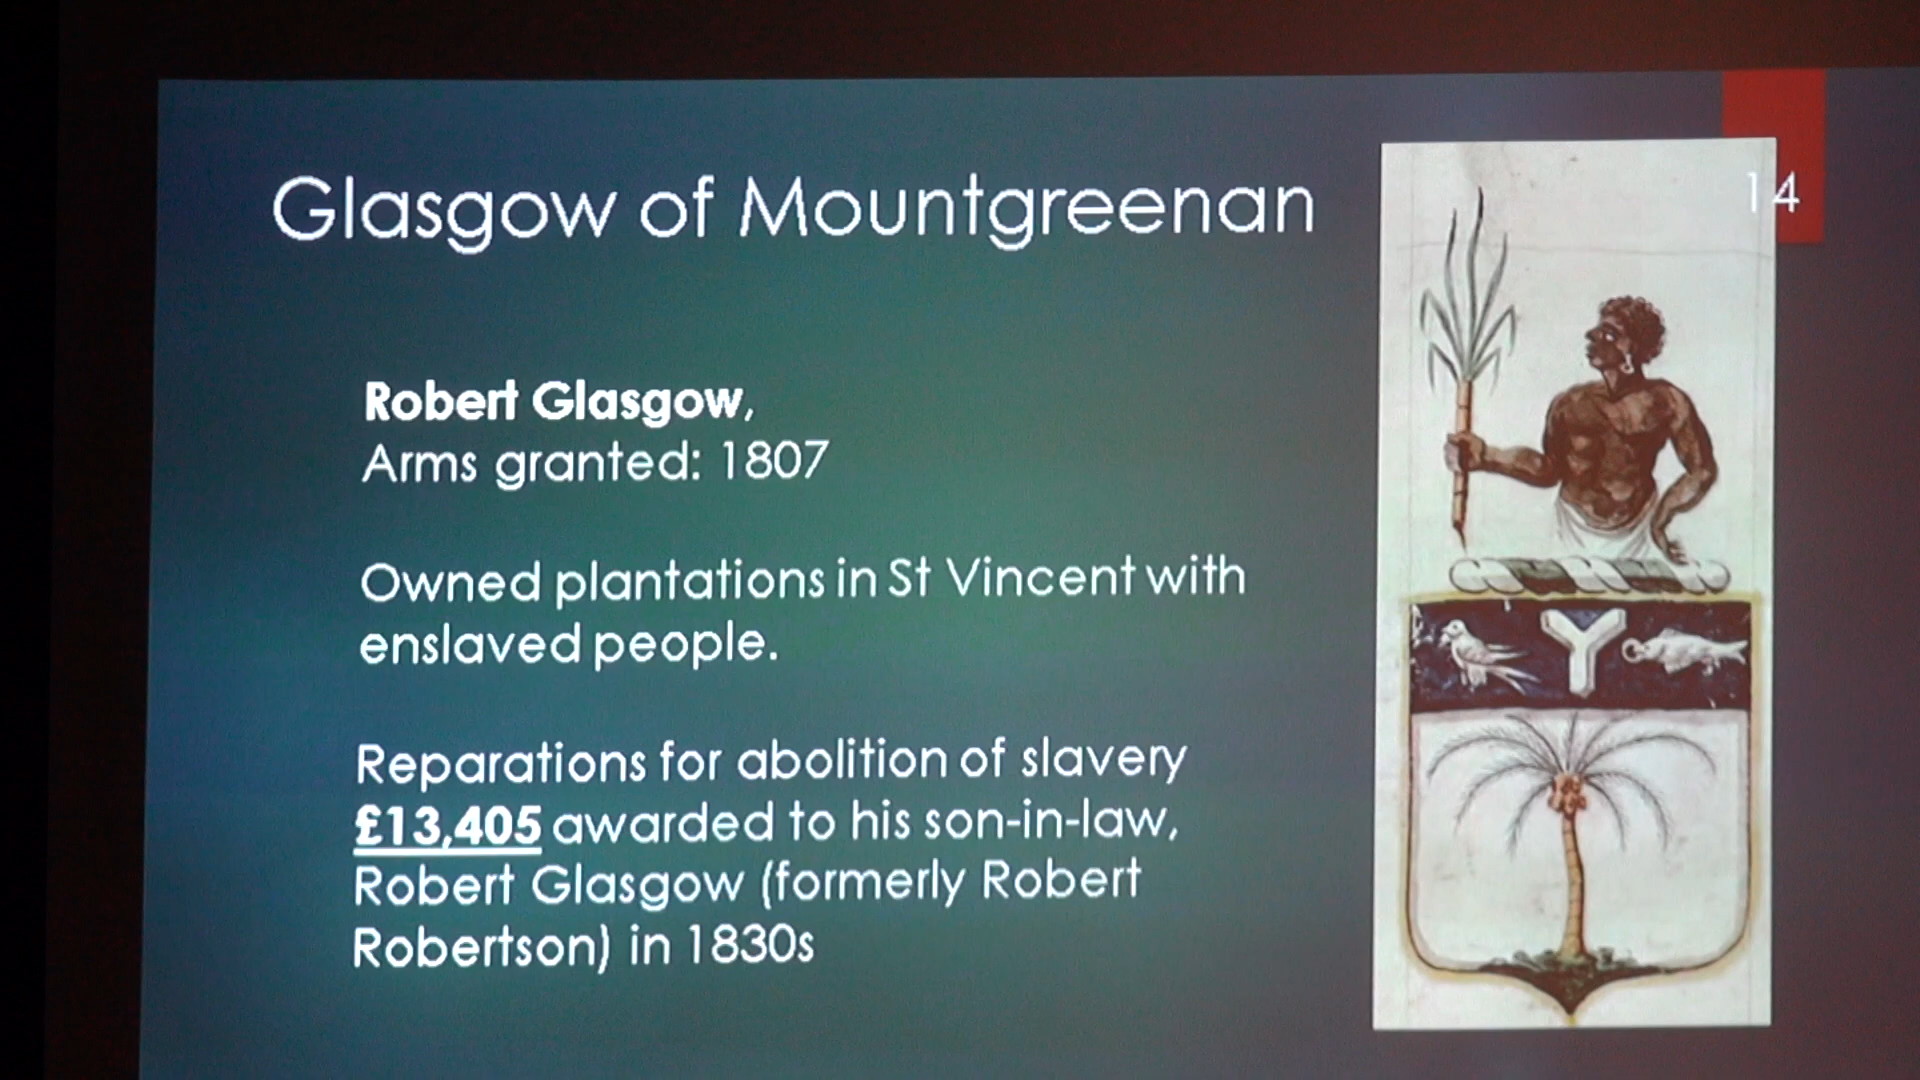 Glasgow of Mountgreenan
14
Robert Glasgow,
Arms granted: 1807
Owned plantations in St Vincent with
enslaved people.
Reparations for abolition of slavery
£13,405 awarded to his son-in-law,
Robert Glasgow (formerly Robert
Robertson) in 1830s